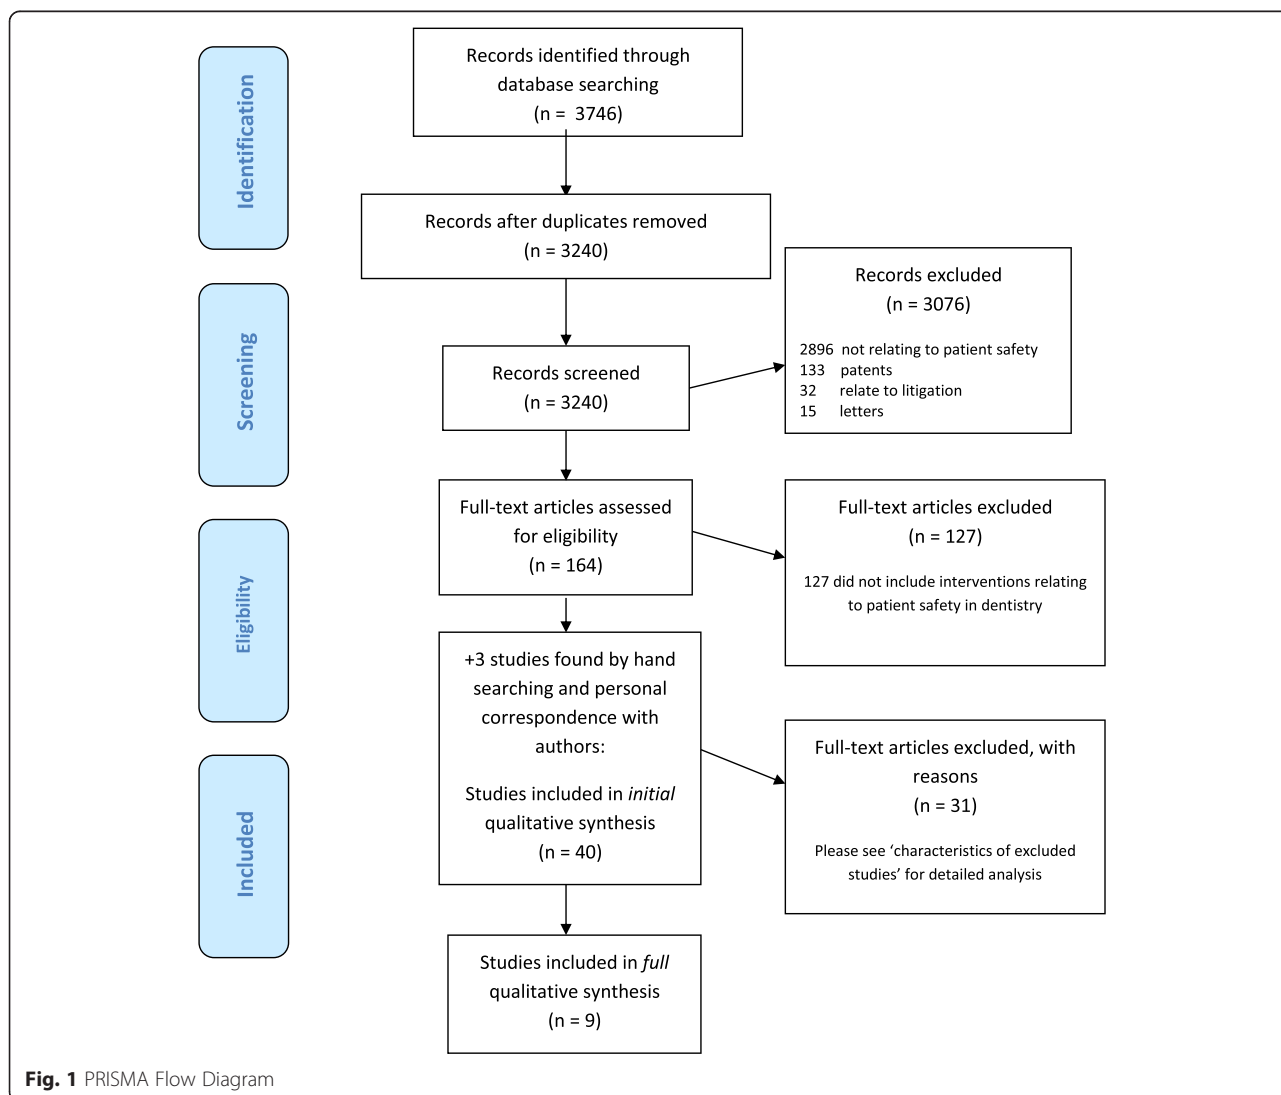 Identification
Screening
Eligibility
Included
Records identified through
database searching
(n = 3746)
Records after duplicates removed
(n = 3240)
Records screened
(n = 3240)
Records excluded
(n = 3076)
2896 not relating to patient safety
133 patents
32 relate to litigation
15 letters
Full-text articles assessed
for eligibility
(n = 164)
Full-text articles excluded
(n = 127)
127 did not include interventions relating
to patient safety in dentistry
+3 studies found by hand
searching and personal
correspondence with
authors:
Studies included in initial
qualitative synthesis
(n = 40)
Full-text articles excluded, with
reasons
(n = 31)
Please see ‘characteristics of excluded
studies’ for detailed analysis
Studies included in full
qualitative synthesis
(n = 9)
Fig. 1 PRISMA Flow Diagram